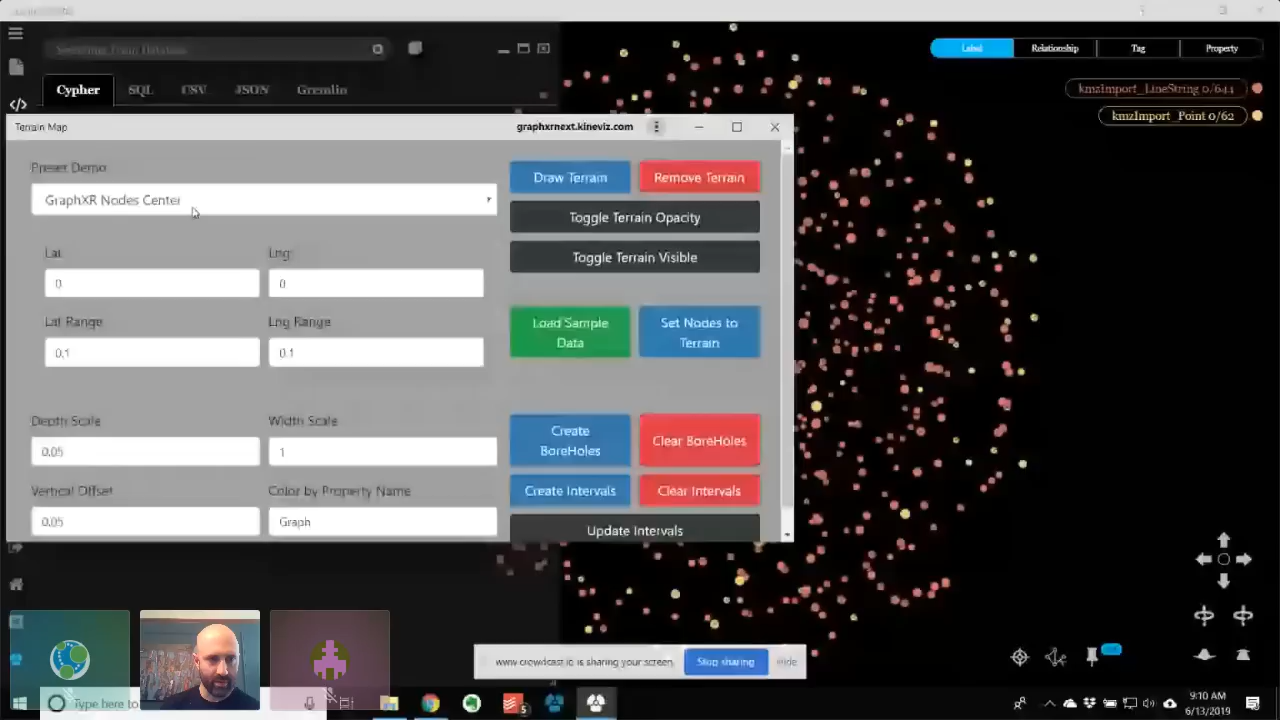 Label
Relationship
Tag
Property
Cypher
SQL
CSV
JSON
Gremlin
kmzImport_LineString 0/644
kmzImport_Point 0/62
Terrain Map
graphxrnext.kineviz.com
Preset Demo
GraphXR Nodes Center
Draw Terrain
Remove Terrain
Toggle Terrain Opacity
Toggle Terrain Visible
Lat
Lng
0
0
Lat Range
Lng Range
0.1
0.1
Load Sample
Data
Set Nodes to
Terrain
Depth Scale
Width Scale
0.05
1
Create
BoreHoles
Clear BoreHoles
Vertical Offset
Color by Property Name
0.05
Graph
Create Intervals
Clear Intervals
Update Intervals
www.crowdcast.io is sharing your screen.
Stop sharing
Hide
Type here to
5
9:10 AM
6/13/2019